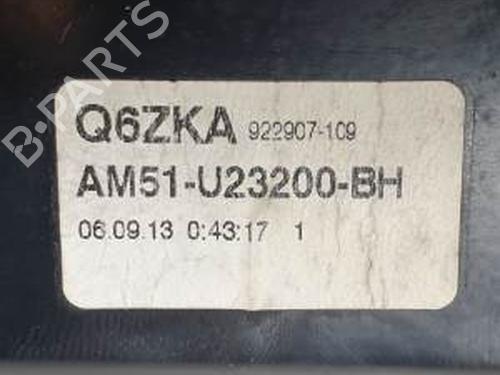 B-PARTS
Q6ZKA 922907-109
AM51-U23200-BH
06.09.13 0:43:17 1